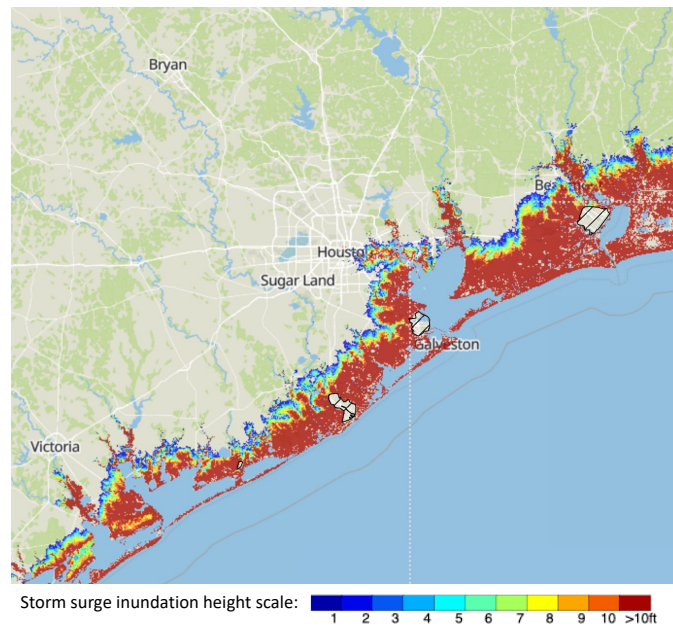 Bryan
Housto
Sugar Land
Galveston
Victoria
Storm surge inundation height scale:
1 2 3 4 5 6 7 8 9 10 >10ft